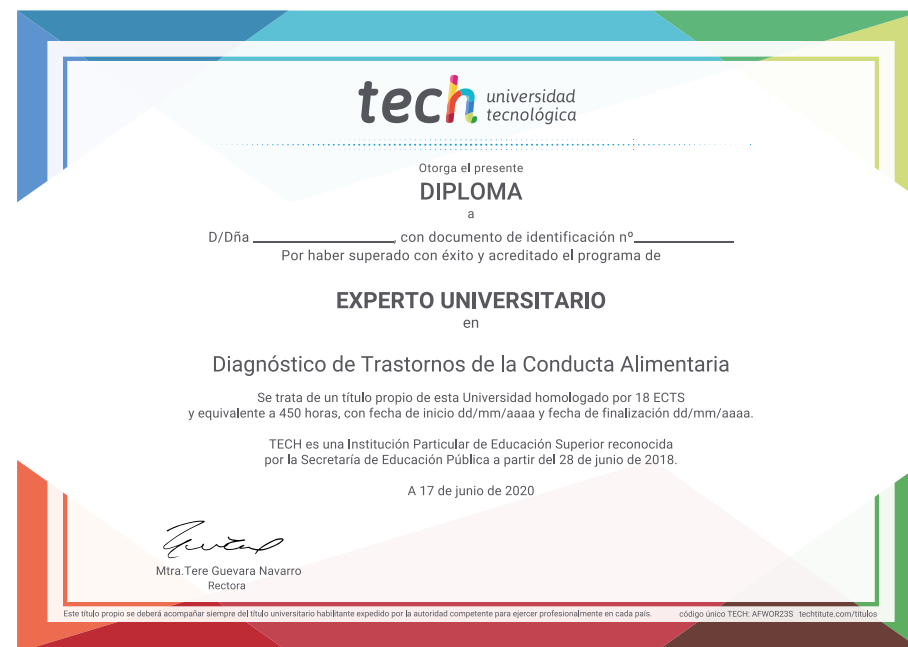 tech universidad
tecnológica
Otorga el presente
DIPLOMA
a
D/Dña ____________, con documento de identificación nº_________
Por haber superado con éxito y acreditado el programa de
EXPERTO UNIVERSITARIO
en
Diagnóstico de Trastornos de la Conducta Alimentaria
Se trata de un título propio de esta Universidad homologado por 18 ECTS
y equivalente a 450 horas, con fecha de inicio dd/mm/aaaa y fecha de finalización dd/mm/aaaa.
TECH es una Institución Particular de Educación Superior reconocida
por la Secretaría de Educación Pública a partir del 28 de junio de 2018.
A 17 de junio de 2020
Mtra.Tere Guevara Navarro
Rectora
Este título propio se deberá acompañar siempre del título universitario habilitante expedido por la autoridad competente para ejercer profesionalmente en cada país. código único TECH: AFWOR23S techtitute.com/titulos